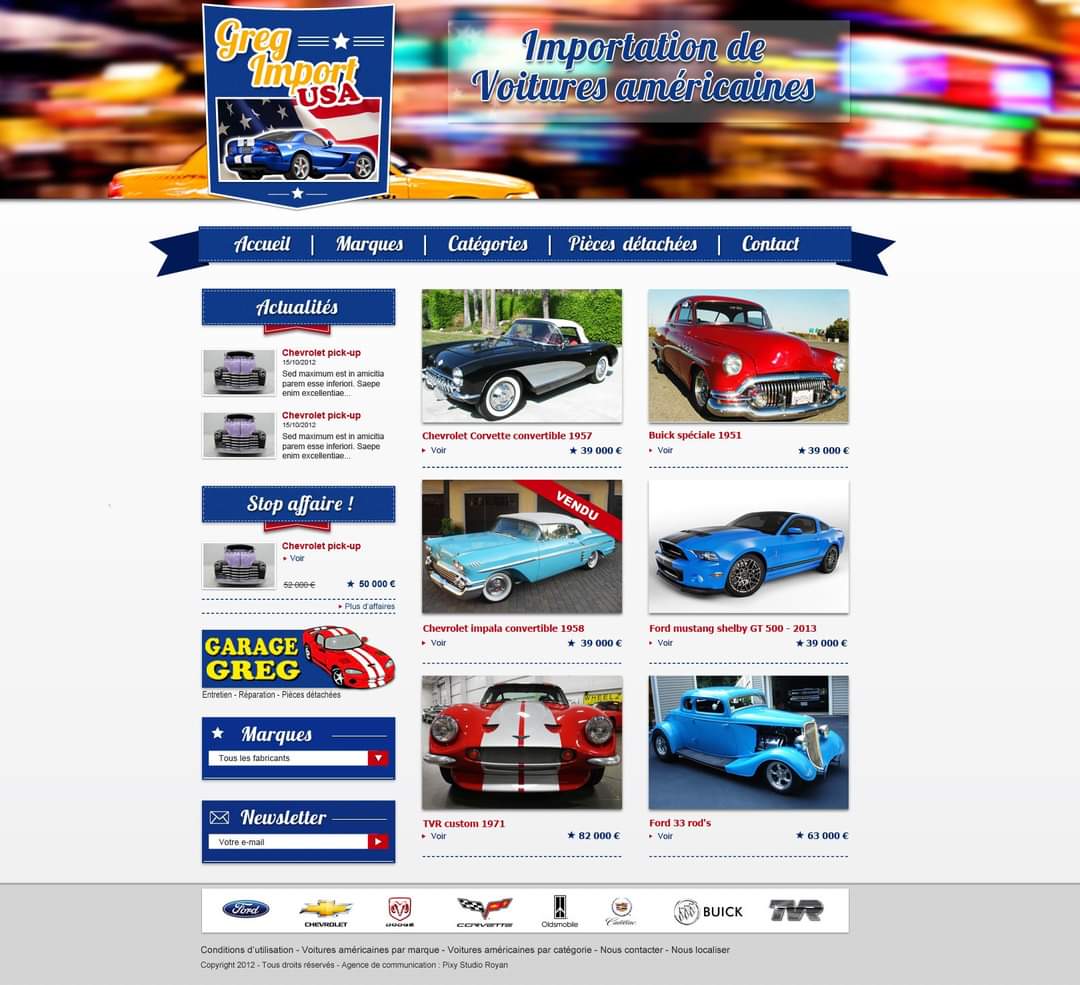 Greg
Import
USA
Importation de
Voitures américaines
Accueil | Marques | Catégories | Pièces détachées | Contact
Actualités
Chevrolet pick-up
15/10/2012
Sed maximum est in amicitia
parem esse inferiori. Saepe
enim excellentiae...
Chevrolet pick-up
15/10/2012
Sed maximum est in amicitia
parem esse inferiori. Saepe
enim excellentiae...
Stop affaire !
Chevrolet pick-up
Voir
52 000 € 50 000 €
Plus d'affaires
GARAGE
GREG
Entretien - Réparation - Pièces détachées
Marques
Tous les fabricants
Newsletter
Votre e-mail
Chevrolet Corvette convertible 1957
Voir 39 000 €
Buick spéciale 1951
Voir 39 000 €
VENDU
Chevrolet impala convertible 1958
Voir 39 000 €
Ford mustang shelby GT 500 - 2013
Voir 39 000 €
WHEELZ
TVR custom 1971
Voir 82 000 €
Ford 33 rod's
Voir 63 000 €
Ford CHEVROLET DODGE CORVETTE Oldsmobile Cadillac BUICK TVR
Conditions d'utilisation - Voitures américaines par marque - Voitures américaines par catégorie - Nous contacter - Nous localiser
Copyright 2012 - Tous droits réservés - Agence de communication : Pixy Studio Royan